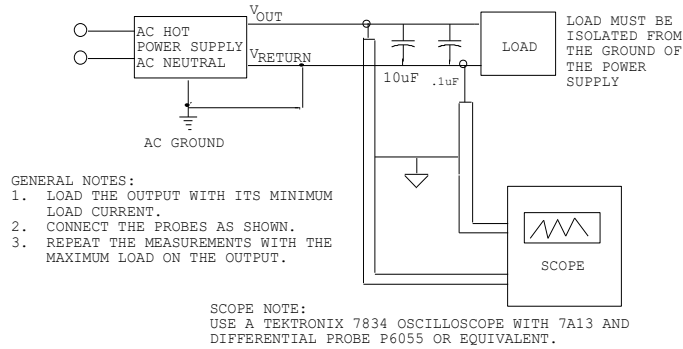 VOUT
AC HOT
POWER SUPPLY
AC NEUTRAL
VRETURN
10uF
.1uF
LOAD
LOAD MUST BE
ISOLATED FROM
THE GROUND OF
THE POWER
SUPPLY
AC GROUND
GENERAL NOTES:
1. LOAD THE OUTPUT WITH ITS MINIMUM
LOAD CURRENT.
2. CONNECT THE PROBES AS SHOWN.
3. REPEAT THE MEASUREMENTS WITH THE
MAXIMUM LOAD ON THE OUTPUT.
SCOPE
SCOPE NOTE:
USE A TEKTRONIX 7834 OSCILLOSCOPE WITH 7A13 AND
DIFFERENTIAL PROBE P6055 OR EQUIVALENT.